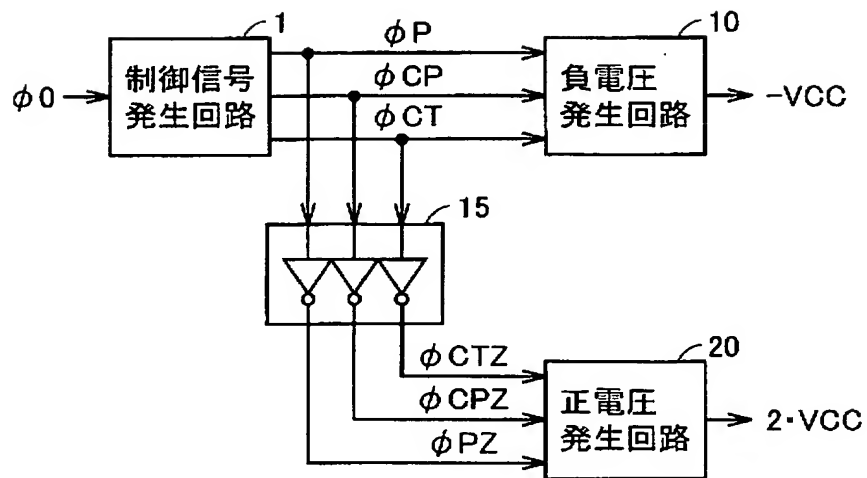 1
φP
10
φ0
制御信号
発生回路
φCP
負電圧
発生回路
-VCC
φCT
15
φCTZ
20
φCPZ
正電圧
発生回路
2・VCC
φPZ